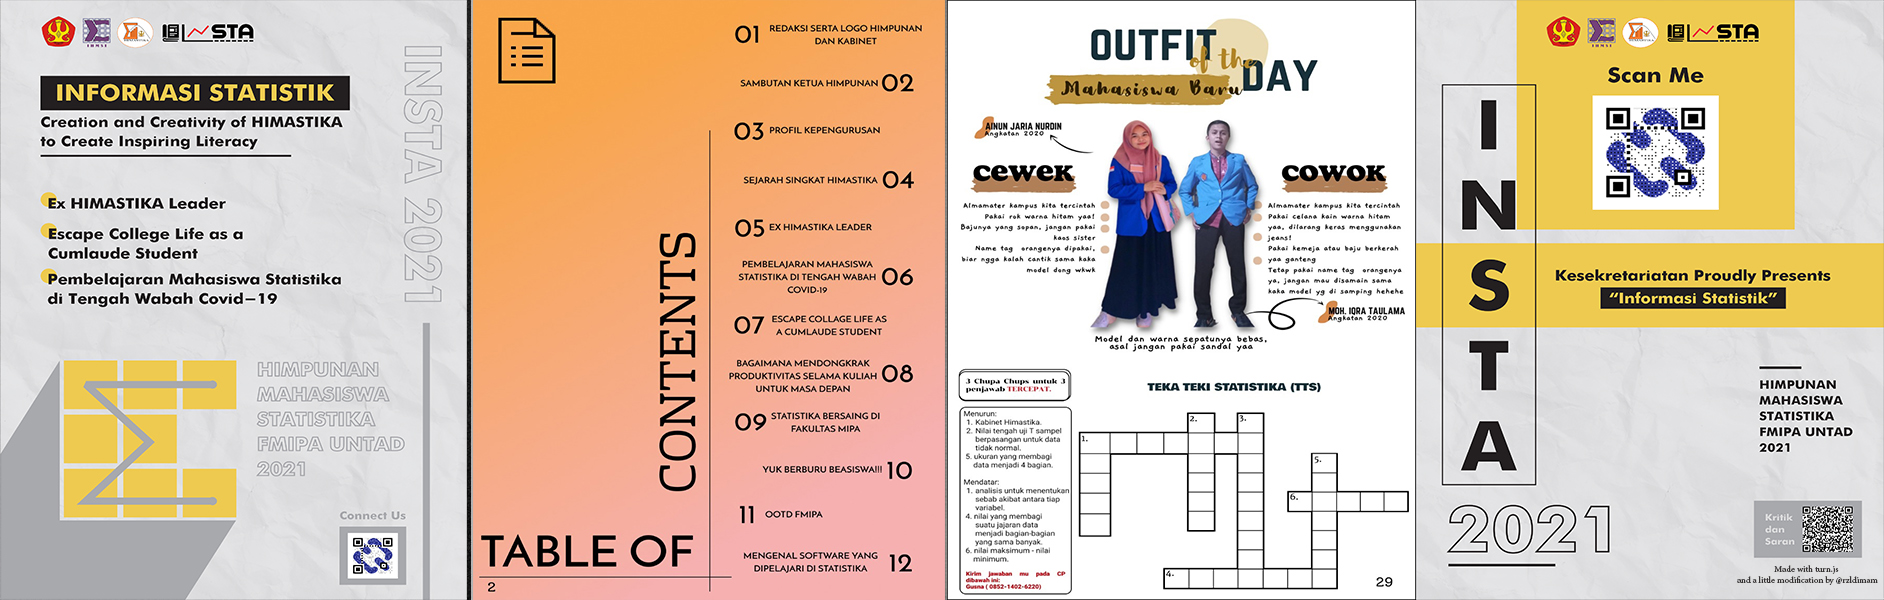 STA
INSTA 2021
INFORMASI STATISTIK
Creation and Creativity of HIMASTIKA
to Create Inspiring Literacy
Ex HIMASTIKA Leader
Escape College Life as a
Cumlaude Student
Pembelajaran Mahasiswa Statistika
di Tengah Wabah Covid-19
HIMPUNAN
MAHASISWA
STATISTIKA
FMIPA UNTAD
2021
Connect Us
TABLE OF
CONTENTS
01 REDAKSI SERTA LOGO HIMPUNAN
DAN KABINET
SAMBUTAN KETUA HIMPUNAN 02
03 PROFIL KEPENGURUSAN
SEJARAH SINGKAT HIMASTIKA 04
05 EX HIMASTIKA LEADER
PEMBELAJARAN MAHASISWA
STATISTIKA DI TENGAH WABAH 06
COVID-19
07 ESCAPE COLLAGE LIFE AS
A CUMLAUDE STUDENT
BAGAIMANA MENDONGKRAK
PRODUKTIVITAS SELAMA KULIAH 08
UNTUK MASA DEPAN
09 STATISTIKA BERSAING DI
FAKULTAS MIPA
YUK BERBURU BEASISWA!!! 10
11 OOTD FMIPA
MENGENAL SOFTWARE YANG
DIPELAJARI DI STATISTIKA 12
2
OUTFIT
of the
DAY
Mahasiswa Baru
AINUN JARIA NURDIN
Angkatan 2020
CEWEK
Almamater kampus kita tercintah
Pakai rok warna hitam yaa!
Bajunya yang sopan, jangan pakai
kaos sister
Name tag orangenya dipakai,
biar ngga kalah cantik sama kaka
model dong wkwk
COWOK
Almamater kampus kita tercintah
Pakai celana kain warna hitam
yaa, dilarang keras menggunakan
jeans!
Pakai kemeja atau baju berkerah
yaa ganteng
Tetap pakai name tag orangenya
ya, jangan mau disamain sama
kaka model yg di samping hehehe
MOH. IQRA TAULAMA
Angkatan 2020
Model dan warna sepatunya bebas,
asal jangan pakai sandal yaa
3 Chupa Chups untuk 3
penjawab TERCEPAT.
TEKA TEKI STATISTIKA (TTS)
Menurun:
1. Kabinet Himastika.
2. Nilai tengah uji T sampel
berpasangan untuk data
tidak normal.
5. ukuran yang membagi
data menjadi 4 bagian.
Mendatar:
1. analisis untuk menentukan
sebab akibat antara tiap
variabel.
4. nilai yang membagi
suatu jajaran data
menjadi bagian-bagian
yang sama banyak.
6. nilai maksimum - nilai
minimum.
Kirim jawaban mu pada CP
dibawah ini:
Gusna ( 0852-1402-6220)
1.
2.
3.
5.
6.
4.
29
STA
Scan Me
INSTA
2021
Kesekretariatan Proudly Presents
"Informasi Statistik"
HIMPUNAN
MAHASISWA
STATISTIKA
FMIPA UNTAD
2021
Kritik
dan
Saran
Made with turn.js
and a little modification by @rzldimam